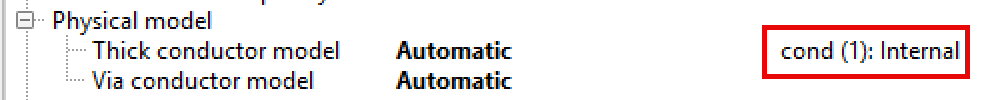 Physical model
Thick conductor model Automatic cond (1): Internal
Via conductor model Automatic